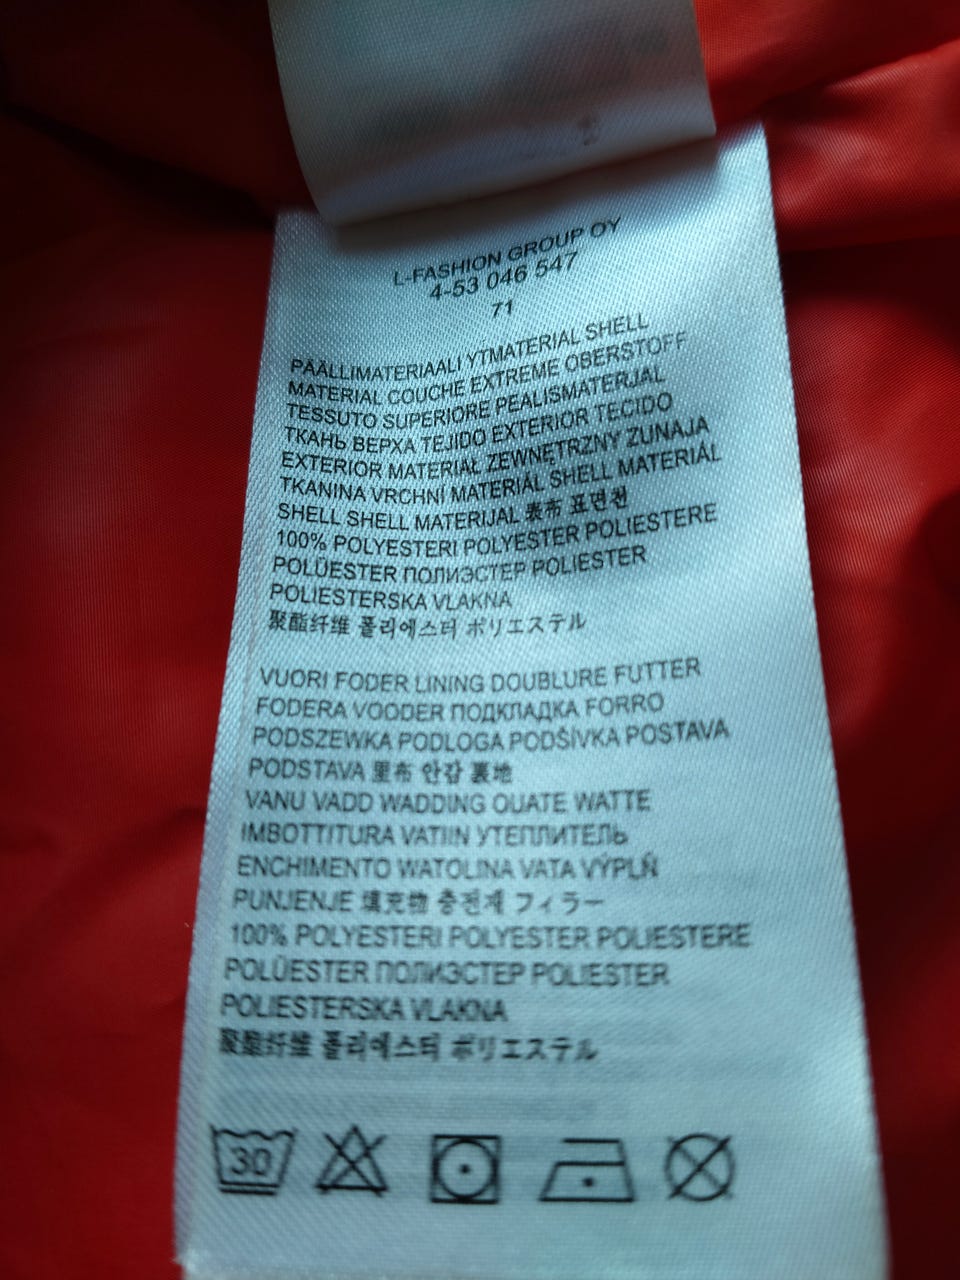 L-FASHION GROUP OY
4-53 046 547
71
PÄÄLLIMATERIAALI YTMATERIAL SHELL
MATERIAL COUCHE EXTREME OBERSTOFF
TESSUTO SUPERIORE PEALISMATERJAL
ТКАНЬ ВЕРХА TEJIDO EXTERIOR TECIDO
EXTERIOR MATERIAŁ ZEWNĘTRZNY ZUNAJA
TKANINA VRCHNÍ MATERIÁL SHELL MATERIÁL
SHELL SHELL MATERIJAL 表布 표면천
100% POLYESTERI POLYESTER POLIESTERE
POLÜESTER ПОЛИЭСТЕР POLIESTER
POLIESTERSKA VLAKNA
聚酯纤维 폴리에스터 ポリエステル
VUORI FODER LINING DOUBLURE FUTTER
FODERA VOODER ПОДКЛАДКА FORRO
PODSZEWKA PODLOGA PODŠÍVKA POSTAVA
PODSTAVA 里布 안감 裏地
VANU VADD WADDING OUATE WATTE
IMBOTTITURA VATIIN УТЕПЛИТЕЛЬ
ENCHIMENTO WATOLINA VATA VÝPLŇ
PUNJENJE 填充物 충전재 フィラー
100% POLYESTERI POLYESTER POLIESTERE
POLÜESTER ПОЛИЭСТЕР POLIESTER
POLIESTERSKA VLAKNA
聚酯纤维 폴리에스터 ポリエステル
30